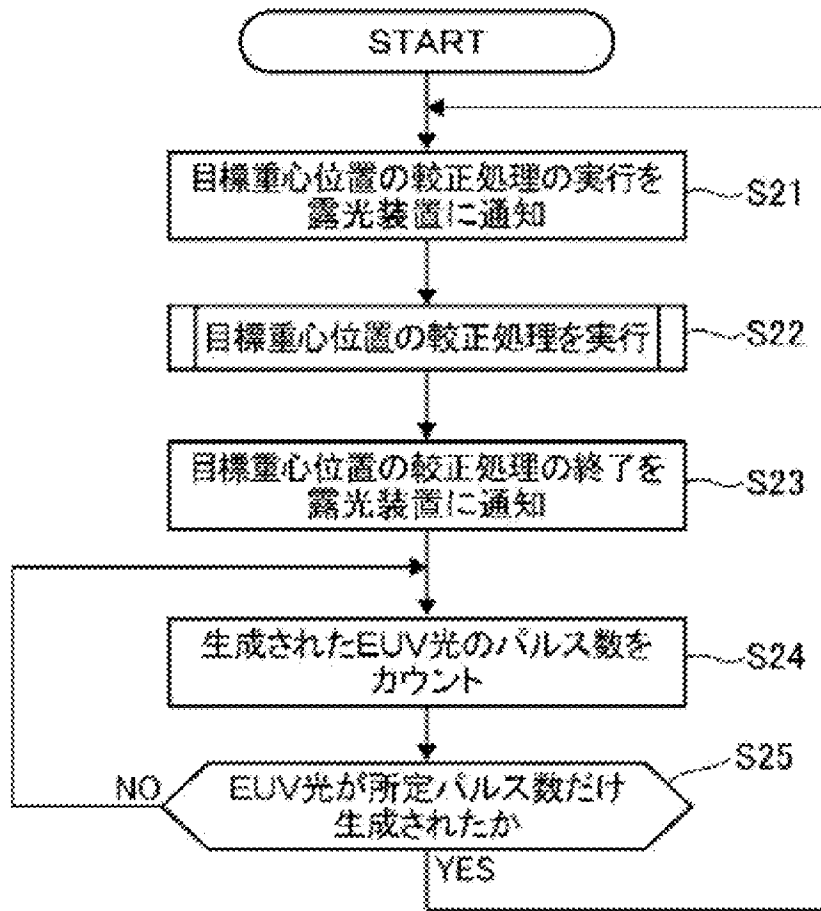 START
目標重心位置の較正処理の実行を
露光装置に通知
S21
目標重心位置の較正処理を実行
S22
目標重心位置の較正処理の終了を
露光装置に通知
S23
生成されたEUV光のパルス数を
カウント
S24
EUV光が所定パルス数だけ
生成されたか
S25
NO
YES